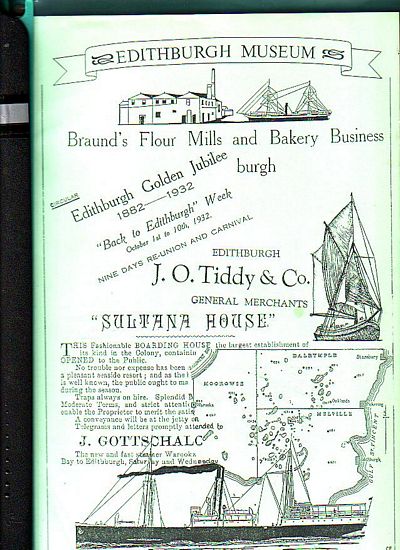 EDITHBURGH MUSEUM
Braund's Flour Mills and Bakery Business
burgh
CIRCULAR
Edithburgh Golden Jubilee
1882—1932
"Back to Edithburgh" Week
October 1st to 10th, 1932.
NINE DAYS RE-UNION AND CARNIVAL
EDITHBURGH
J. O. Tiddy & Co.
GENERAL MERCHANTS
"SULTANA HOUSE"
THIS Fashionable BOARDING HOUSE the largest establishment of
its kind in the Colony, containin
OPENED to the Public.
No trouble nor expense has been a
a pleasant seaside resort; and as the
is well known, the public ought to ma
during the season.
Traps always on hire. Splendid B
Moderate Terms, and strict attenti
enable the Proprietor to merit the satis
A conveyance will be at the jetty o
Telegrams and letters promptly attended to
J. GOTTSCHALC
The new and fast steamer Warooka
Day to Edithburgh, Saturday and Wednesday
DALRYMPLE
MOOROWIE
MELVILLE